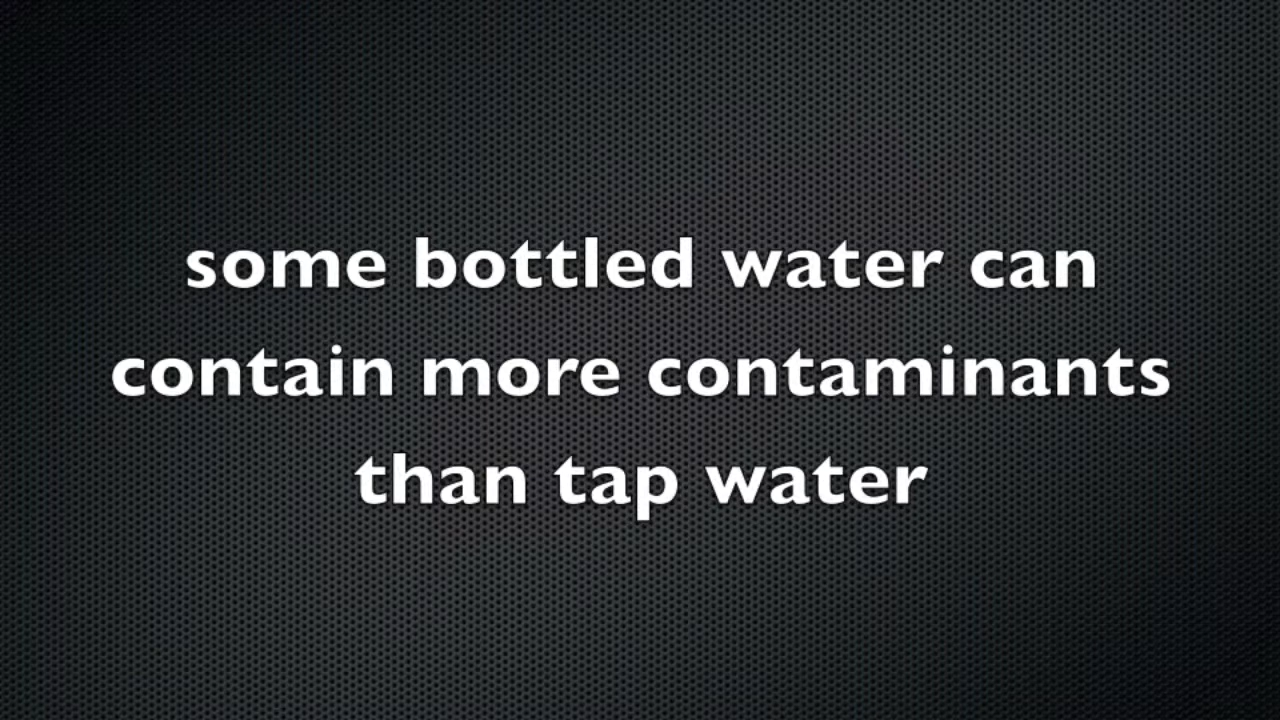 some bottled water can
contain more contaminants
than tap water